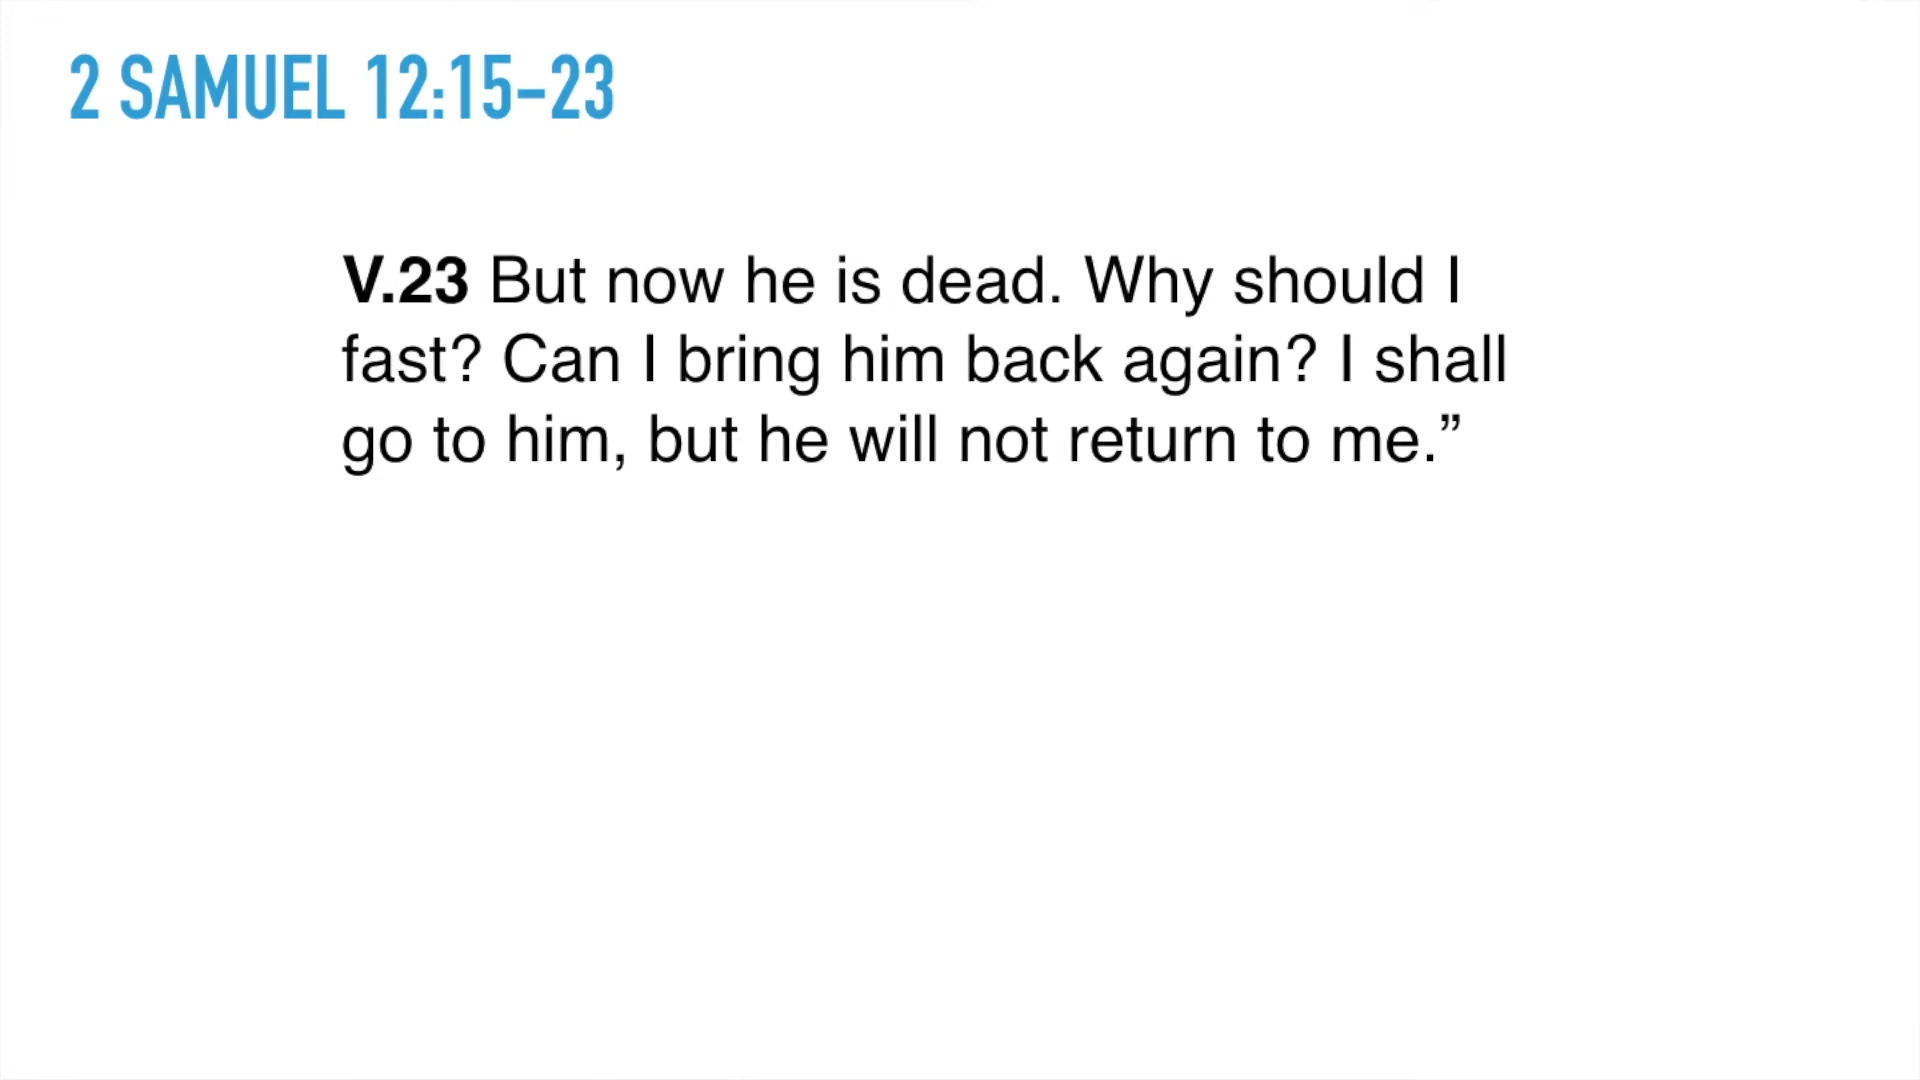 2 SAMUEL 12:15-23
V.23 But now he is dead. Why should I
fast? Can I bring him back again? I shall
go to him, but he will not return to me.”